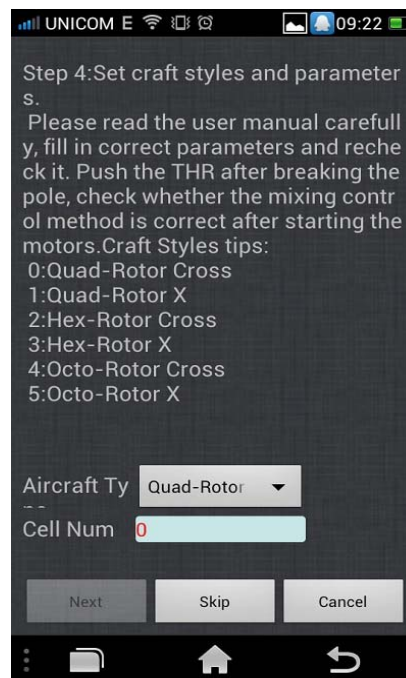 UNICOM E 09:22
Step 4:Set craft styles and parameter
s.
Please read the user manual carefull
y, fill in correct parameters and reche
ck it. Push the THR after breaking the
pole, check whether the mixing contr
ol method is correct after starting the
motors.Craft Styles tips:
0:Quad-Rotor Cross
1:Quad-Rotor X
2:Hex-Rotor Cross
3:Hex-Rotor X
4:Octo-Rotor Cross
5:Octo-Rotor X
Aircraft Ty Quad-Rotor
Cell Num 0
Next Skip Cancel